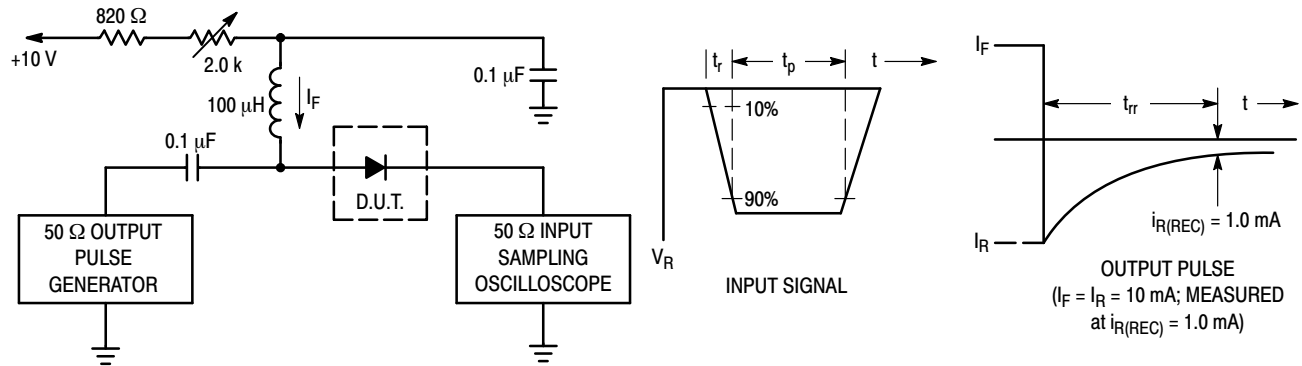 820 Ω
+10 V
2.0 k
100 μH
I_F
0.1 μF
0.1 μF
D.U.T.
50 Ω OUTPUT
PULSE
GENERATOR
50 Ω INPUT
SAMPLING
OSCILLOSCOPE
t_r
t_p
t
10%
90%
V_R
INPUT SIGNAL
I_F
t_rr
t
I_R
i_R(REC) = 1.0 mA
OUTPUT PULSE
(I_F = I_R = 10 mA; MEASURED
at i_R(REC) = 1.0 mA)